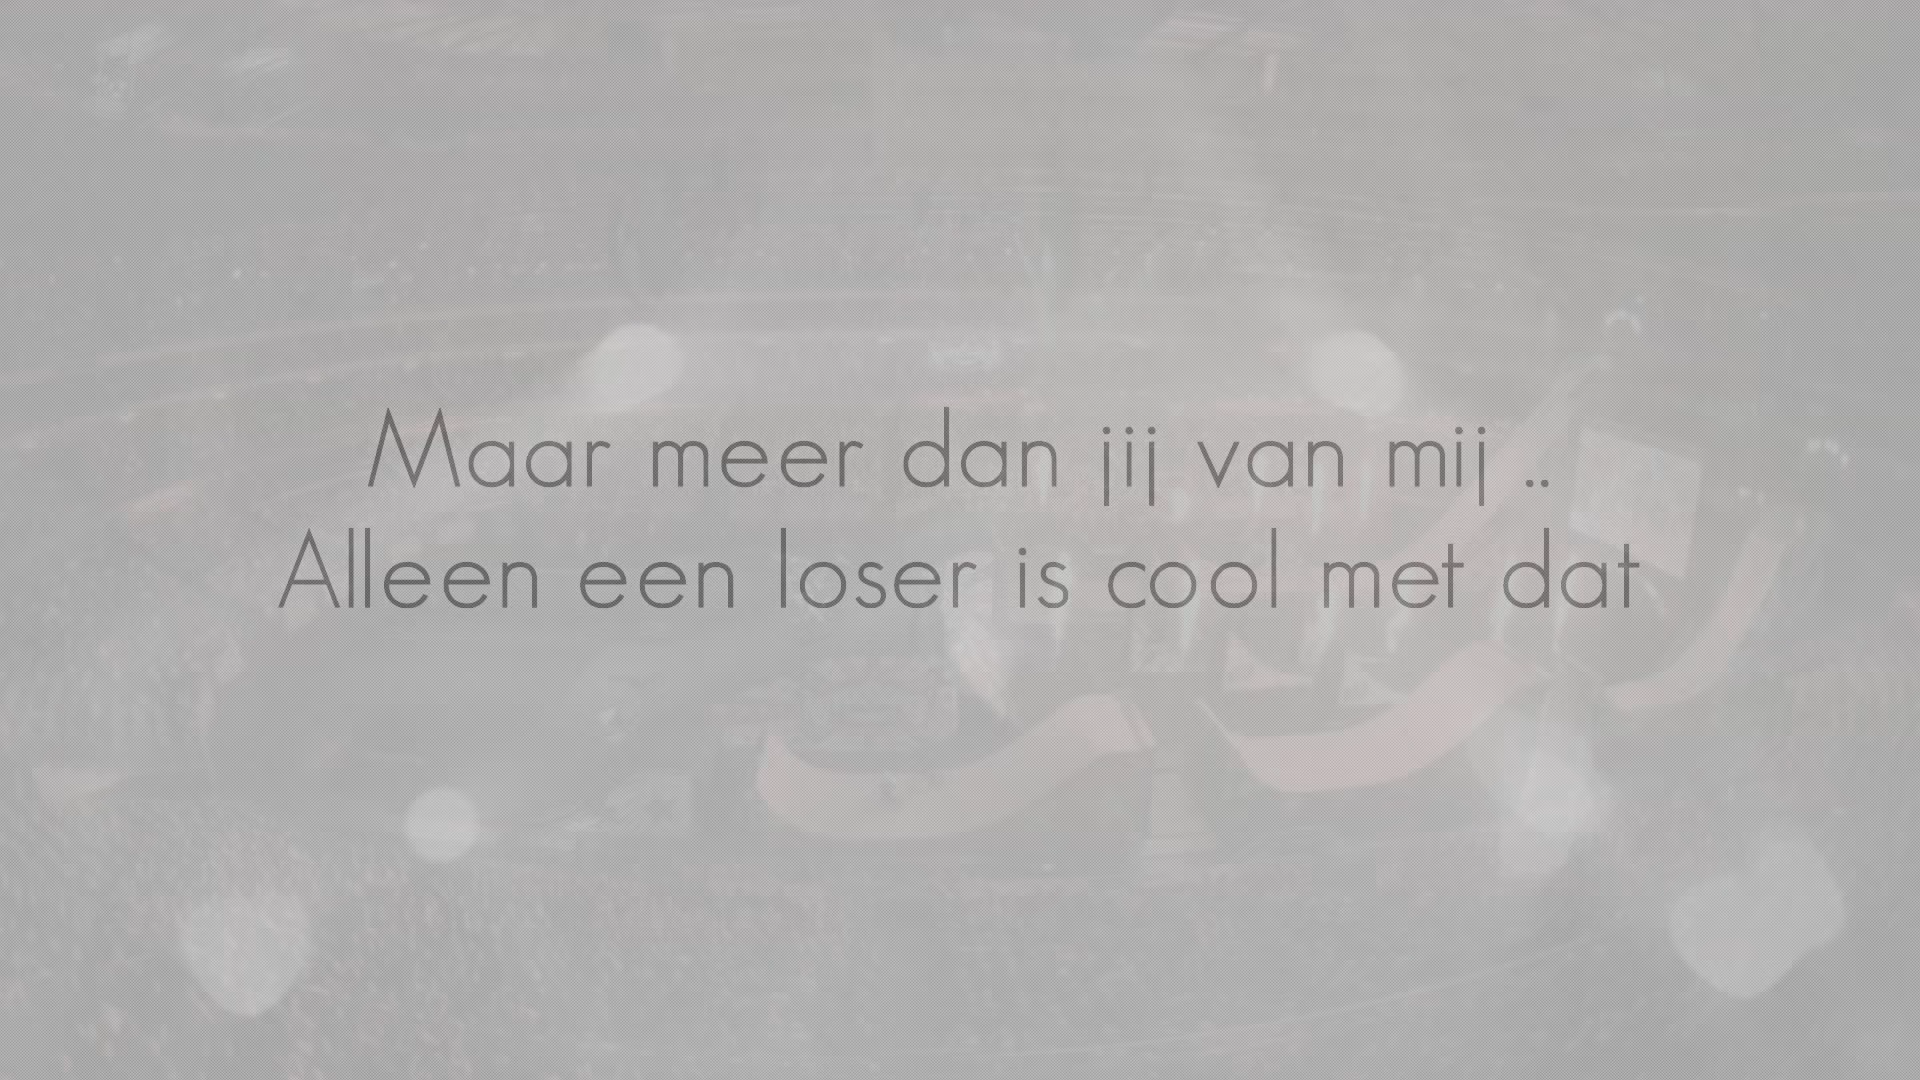 Maar meer dan jij van mij ..
Alleen een loser is cool met dat